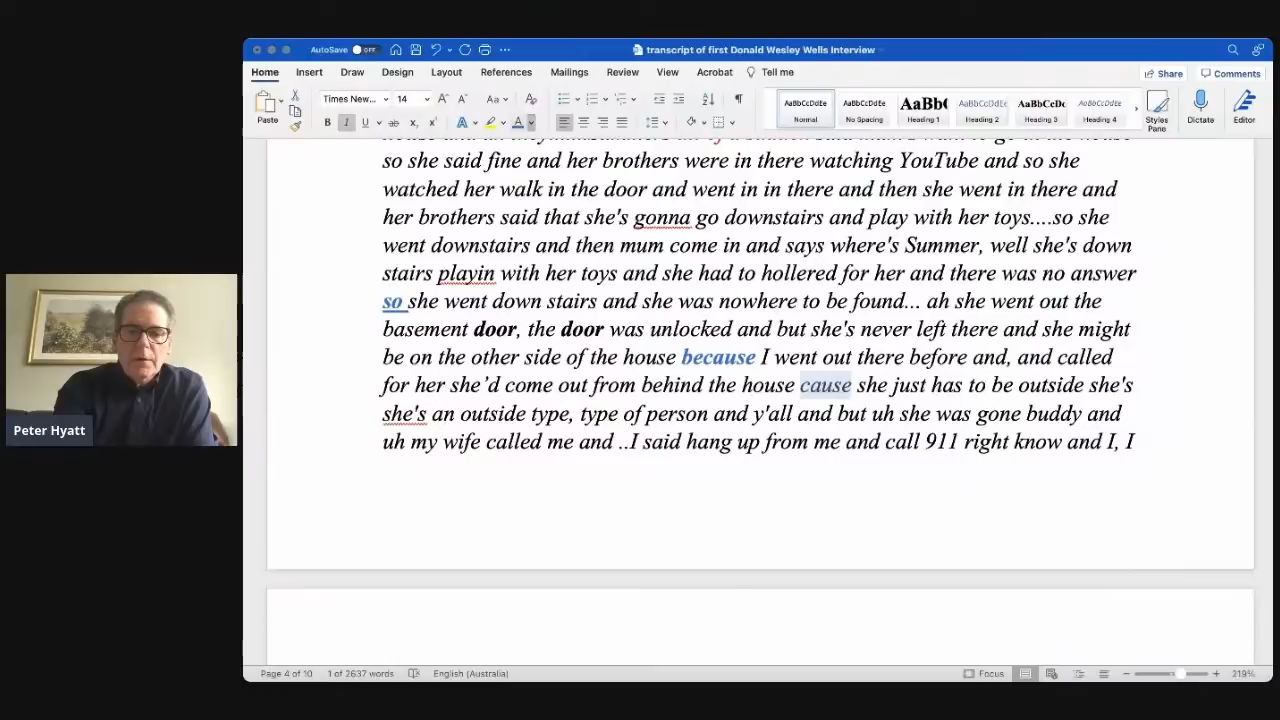 AutoSave OFF
transcript of first Donald Wesley Wells Interview
Home Insert Draw Design Layout References Mailings Review View Acrobat Tell me Share Comments
Paste
Times New... 14
AaBbCcDdEe Normal
AaBbCcDdEe No Spacing
AaBb( Heading 1
AaBbCcDdE Heading 2
AaBbCcDc Heading 3
AaBbCcDdEe Heading 4
Styles Pane
Dictate
Editor
so she said fine and her brothers were in there watching YouTube and so she
watched her walk in the door and went in in there and then she went in there and
her brothers said that she's gonna go downstairs and play with her toys....so she
went downstairs and then mum come in and says where's Summer, well she's down
stairs playin with her toys and she had to hollered for her and there was no answer
so she went down stairs and she was nowhere to be found... ah she went out the
basement door, the door was unlocked and but she's never left there and she might
be on the other side of the house because I went out there before and, and called
for her she'd come out from behind the house cause she just has to be outside she's
she's an outside type, type of person and y'all and but uh she was gone buddy and
uh my wife called me and ..I said hang up from me and call 911 right know and I, I
Peter Hyatt
Page 4 of 10 1 of 2637 words English (Australia) Focus 219%